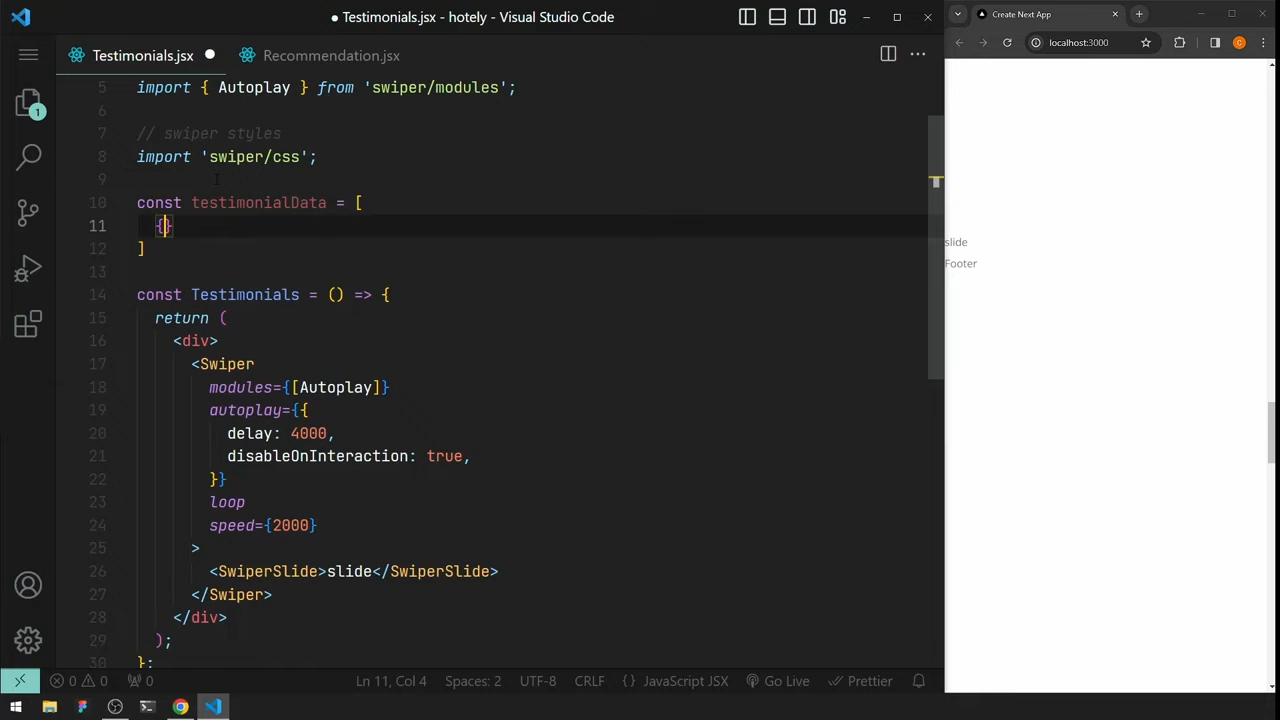 Testimonials.jsx - hotely - Visual Studio Code
Create Next App
Testimonials.jsx
Recommendation.jsx
localhost:3000
1
5 import { Autoplay } from 'swiper/modules';
6
7 // swiper styles
8 import 'swiper/css';
9
10 const testimonialData = [
11 {}
12 ]
13
14 const Testimonials = () => {
15 return (
16 <div>
17 <Swiper
18 modules={[Autoplay]}
19 autoplay={{
20 delay: 4000,
21 disableOnInteraction: true,
22 }}
23 loop
24 speed={2000}
25 >
26 <SwiperSlide>slide</SwiperSlide>
27 </Swiper>
28 </div>
29 );
30 };
slide
Footer
0 0 0 Ln 11, Col 4 Spaces: 2 UTF-8 CRLF {} JavaScript JSX Go Live Prettier